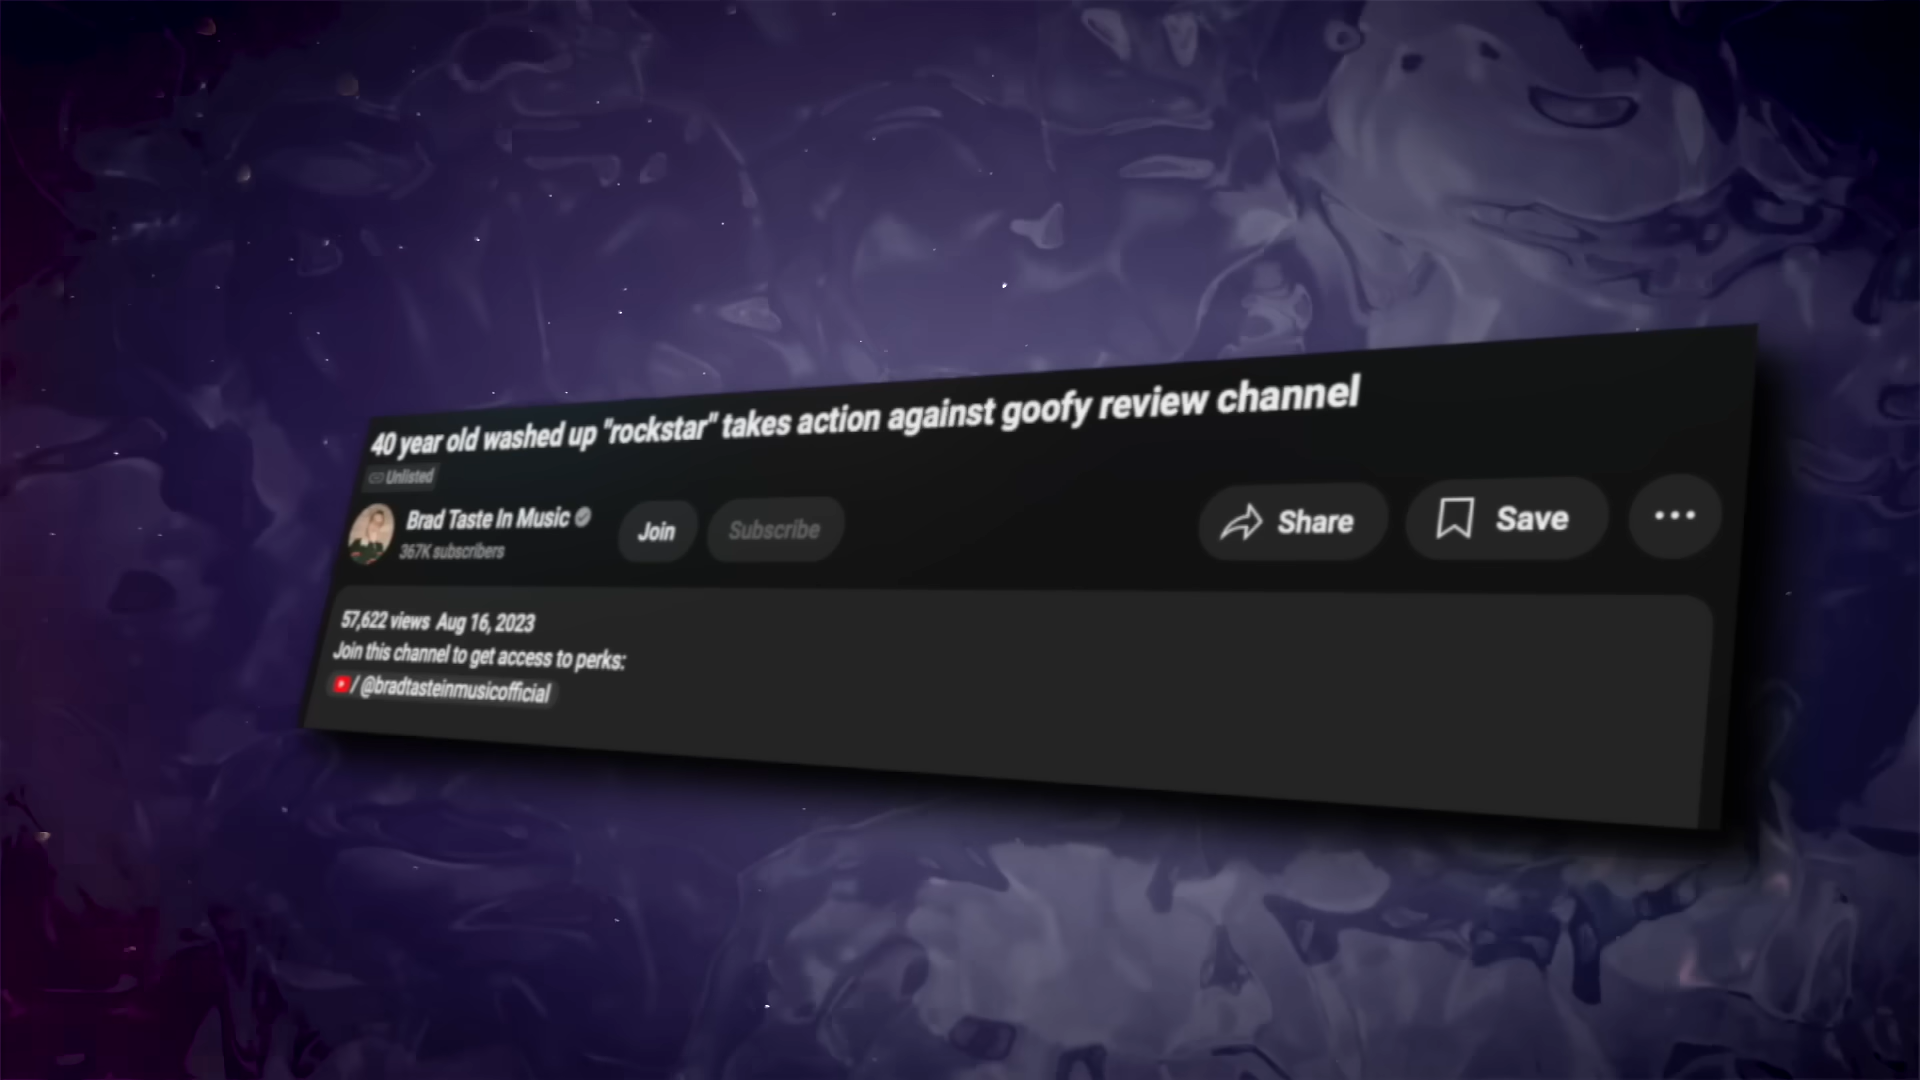 40 year old washed up "rockstar" takes action against goofy review channel
Unlisted
Brad Taste In Music
367K subscribers
Join
Subscribe
Share
Save
57,622 views Aug 16, 2023
Join this channel to get access to perks:
/ @bradtasteinmusicofficial